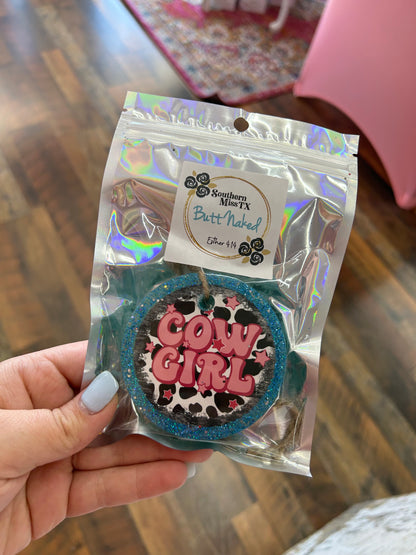 Southern
Miss TX
Butt Naked
Esther 4:14
COW
GIRL